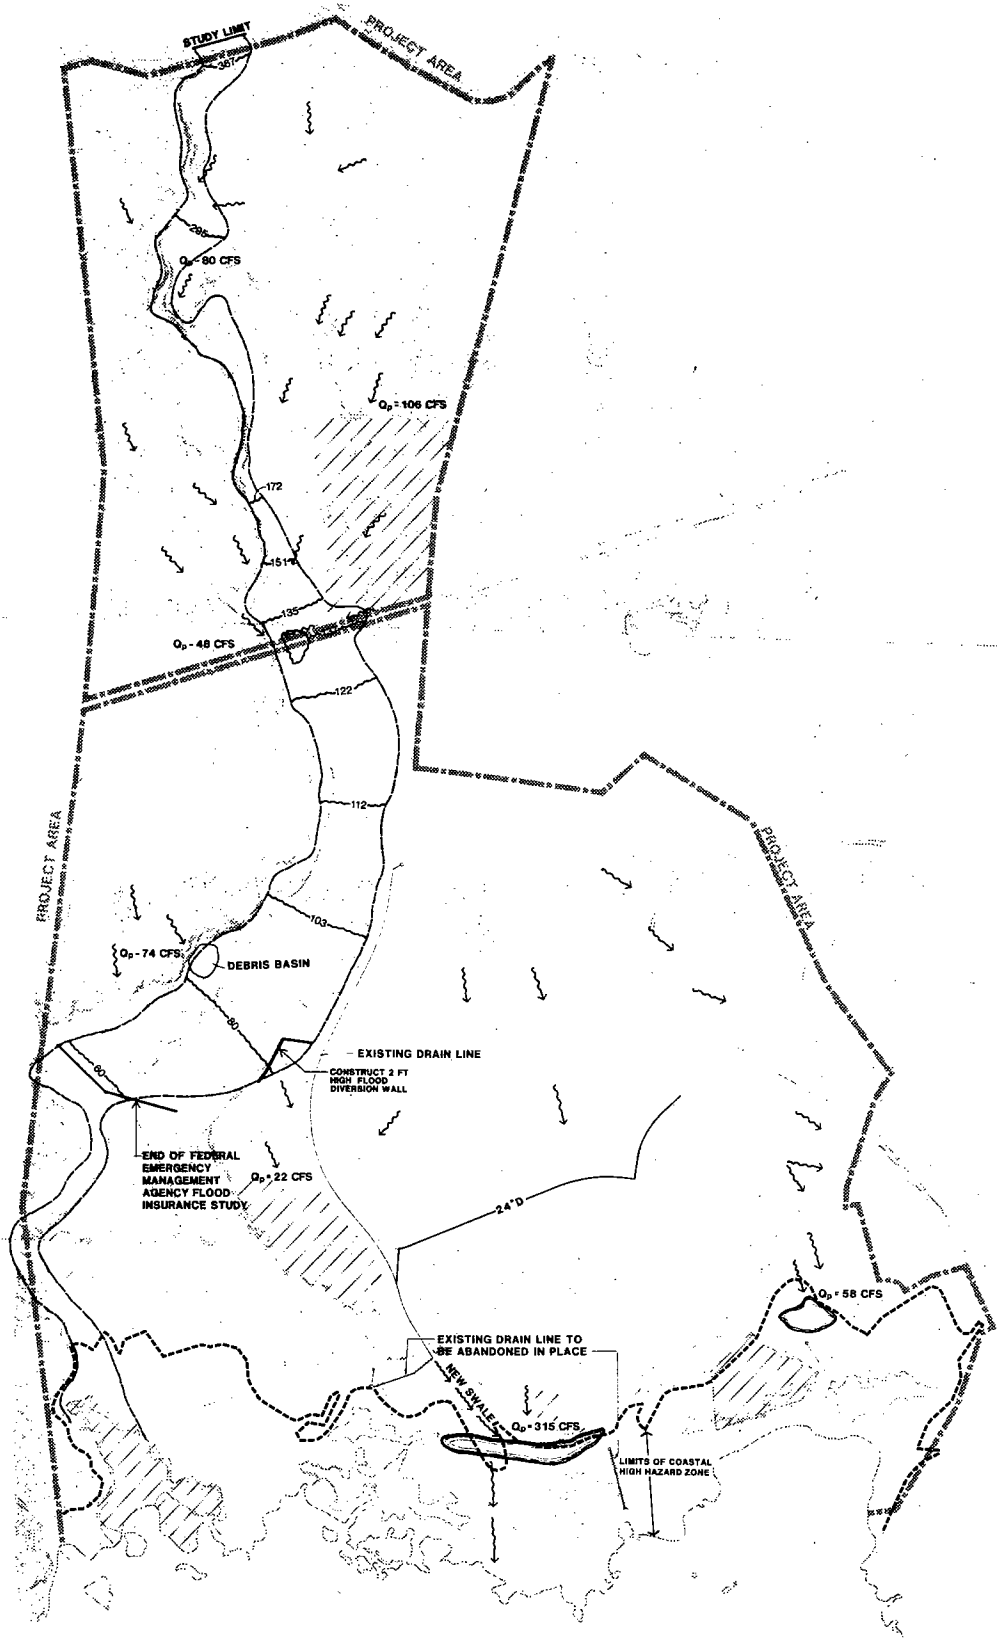 STUDY LIMIT
PROJECT AREA
367
295
Qp - 80 CFS
Qp = 106 CFS
172
151
135
Qp - 48 CFS
122
112
PROJECT AREA
PROJECT AREA
103
Qp - 74 CFS
DEBRIS BASIN
80
EXISTING DRAIN LINE
CONSTRUCT 2 FT
HIGH FLOOD
DIVERSION WALL
60
END OF FEDERAL
EMERGENCY
MANAGEMENT
AGENCY FLOOD
INSURANCE STUDY
Qp = 22 CFS
24"D
Qp = 58 CFS
EXISTING DRAIN LINE TO
BE ABANDONED IN PLACE
NEW SWALE
Qp = 315 CFS
LIMITS OF COASTAL
HIGH HAZARD ZONE